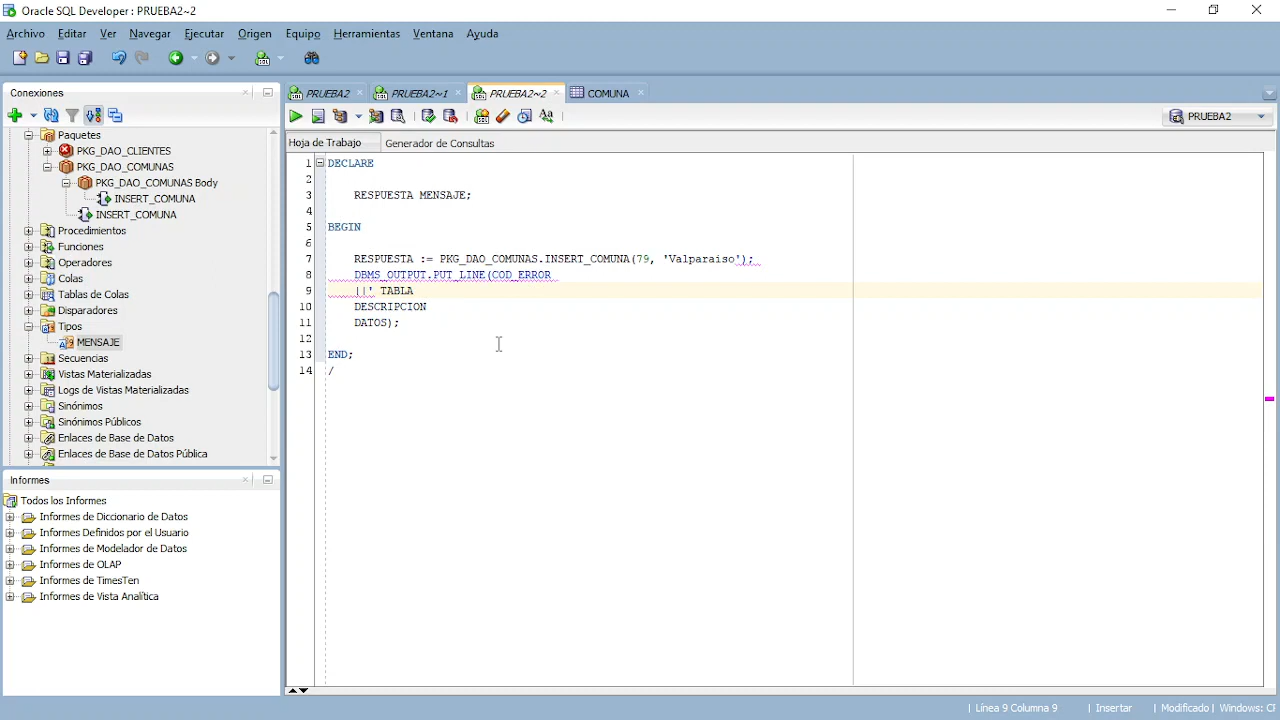 Oracle SQL Developer : PRUEBA2~2
Archivo Editar Ver Navegar Ejecutar Origen Equipo Herramientas Ventana Ayuda
Conexiones
Paquetes
PKG_DAO_CLIENTES
PKG_DAO_COMUNAS
PKG_DAO_COMUNAS Body
INSERT_COMUNA
INSERT_COMUNA
Procedimientos
Funciones
Operadores
Colas
Tablas de Colas
Disparadores
Tipos
MENSAJE
Secuencias
Vistas Materializadas
Logs de Vistas Materializadas
Sinónimos
Sinónimos Públicos
Enlaces de Base de Datos
Enlaces de Base de Datos Pública
Informes
Todos los Informes
Informes de Diccionario de Datos
Informes Definidos por el Usuario
Informes de Modelador de Datos
Informes de OLAP
Informes de TimesTen
Informes de Vista Analítica
PRUEBA2 PRUEBA2~1 PRUEBA2~2 COMUNA
PRUEBA2
Hoja de Trabajo Generador de Consultas
1 DECLARE
2
3 RESPUESTA MENSAJE;
4
5 BEGIN
6
7 RESPUESTA := PKG_DAO_COMUNAS.INSERT_COMUNA(79, 'Valparaiso');
8 DBMS_OUTPUT.PUT_LINE(COD_ERROR
9 ||' TABLA
10 DESCRIPCION
11 DATOS);
12
13 END;
14 /
Línea 9 Columna 9 Insertar Modificado Windows: CF